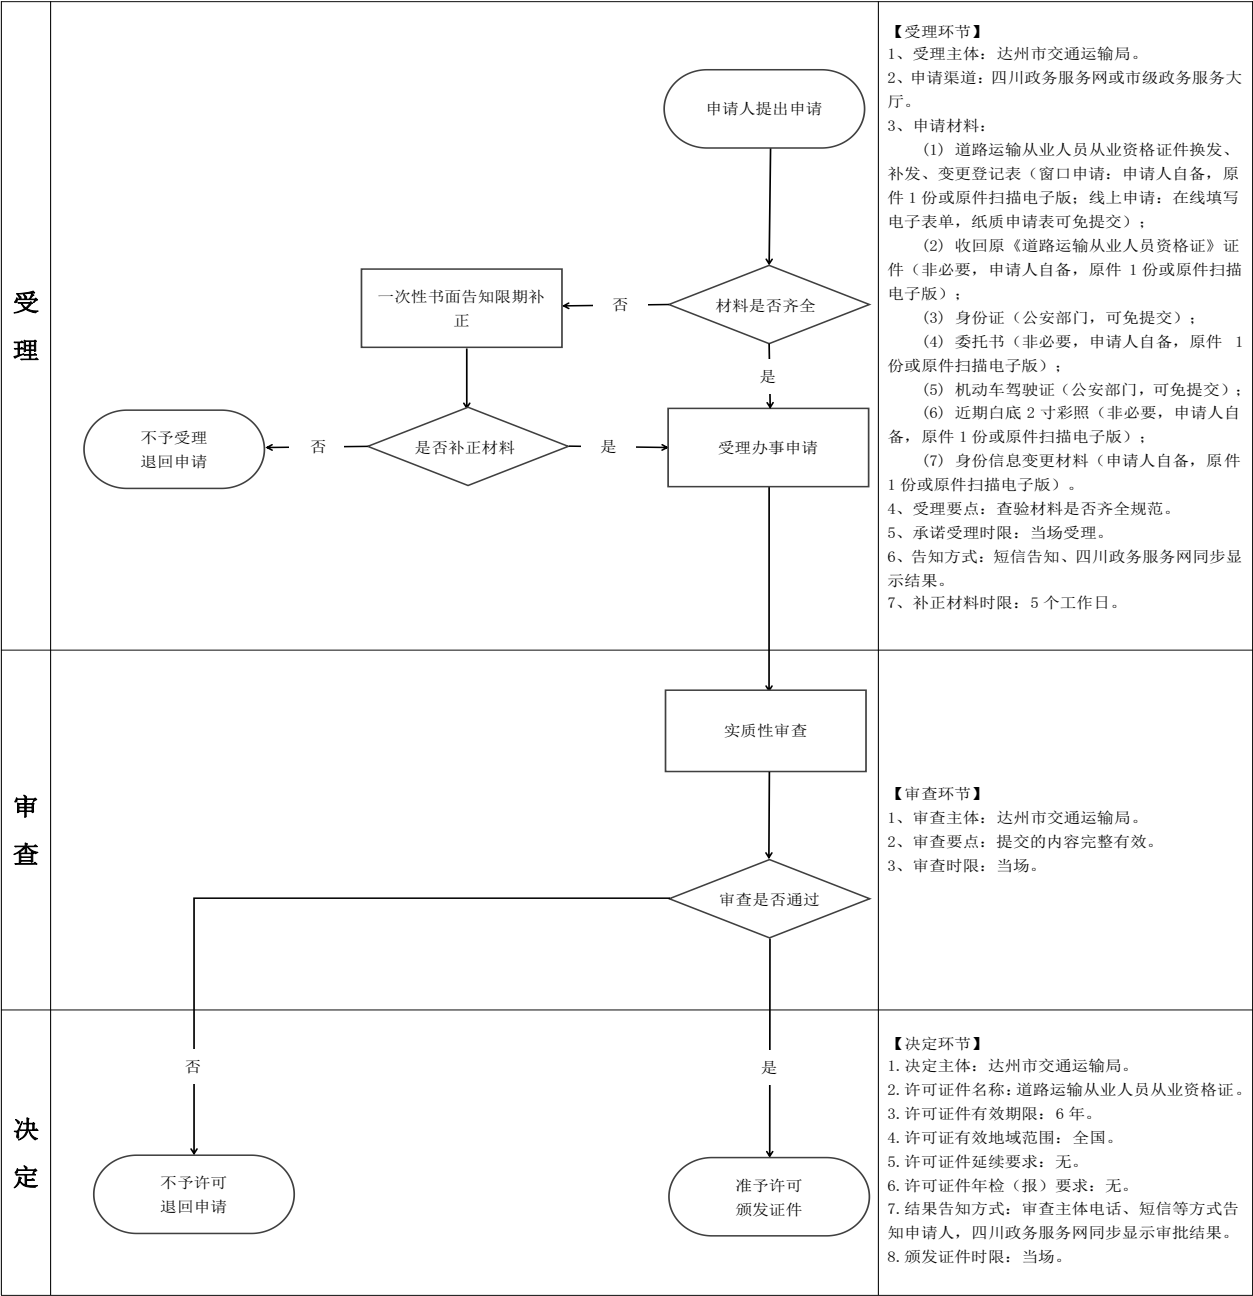 受
理
申请人提出申请
材料是否齐全
否
一次性书面告知限期补
正
是
是否补正材料
否
不予受理
退回申请
是
受理办事申请
【受理环节】
1、受理主体：达州市交通运输局。
2、申请渠道：四川政务服务网或市级政务服务大
厅。
3、申请材料：
（1）道路运输从业人员从业资格证件换发、
补发、变更登记表（窗口申请：申请人自备，原
件 1 份或原件扫描电子版；线上申请：在线填写
电子表单，纸质申请表可免提交）；
（2）收回原《道路运输从业人员资格证》证
件（非必要，申请人自备，原件 1 份或原件扫描
电子版）；
（3）身份证（公安部门，可免提交）；
（4）委托书（非必要，申请人自备，原件 1
份或原件扫描电子版）；
（5）机动车驾驶证（公安部门，可免提交）；
（6）近期白底 2 寸彩照（非必要，申请人自
备，原件 1 份或原件扫描电子版）；
（7）身份信息变更材料（申请人自备，原件
1 份或原件扫描电子版）。
4、受理要点：查验材料是否齐全规范。
5、承诺受理时限：当场受理。
6、告知方式：短信告知、四川政务服务网同步显
示结果。
7、补正材料时限：5 个工作日。
审
查
实质性审查
审查是否通过
【审查环节】
1、审查主体：达州市交通运输局。
2、审查要点：提交的内容完整有效。
3、审查时限：当场。
决
定
否
是
不予许可
退回申请
准予许可
颁发证件
【决定环节】
1.决定主体：达州市交通运输局。
2.许可证件名称：道路运输从业人员从业资格证。
3.许可证件有效期限：6 年。
4.许可证有效地域范围：全国。
5.许可证件延续要求：无。
6.许可证件年检（报）要求：无。
7.结果告知方式：审查主体电话、短信等方式告
知申请人，四川政务服务网同步显示审批结果。
8.颁发证件时限：当场。